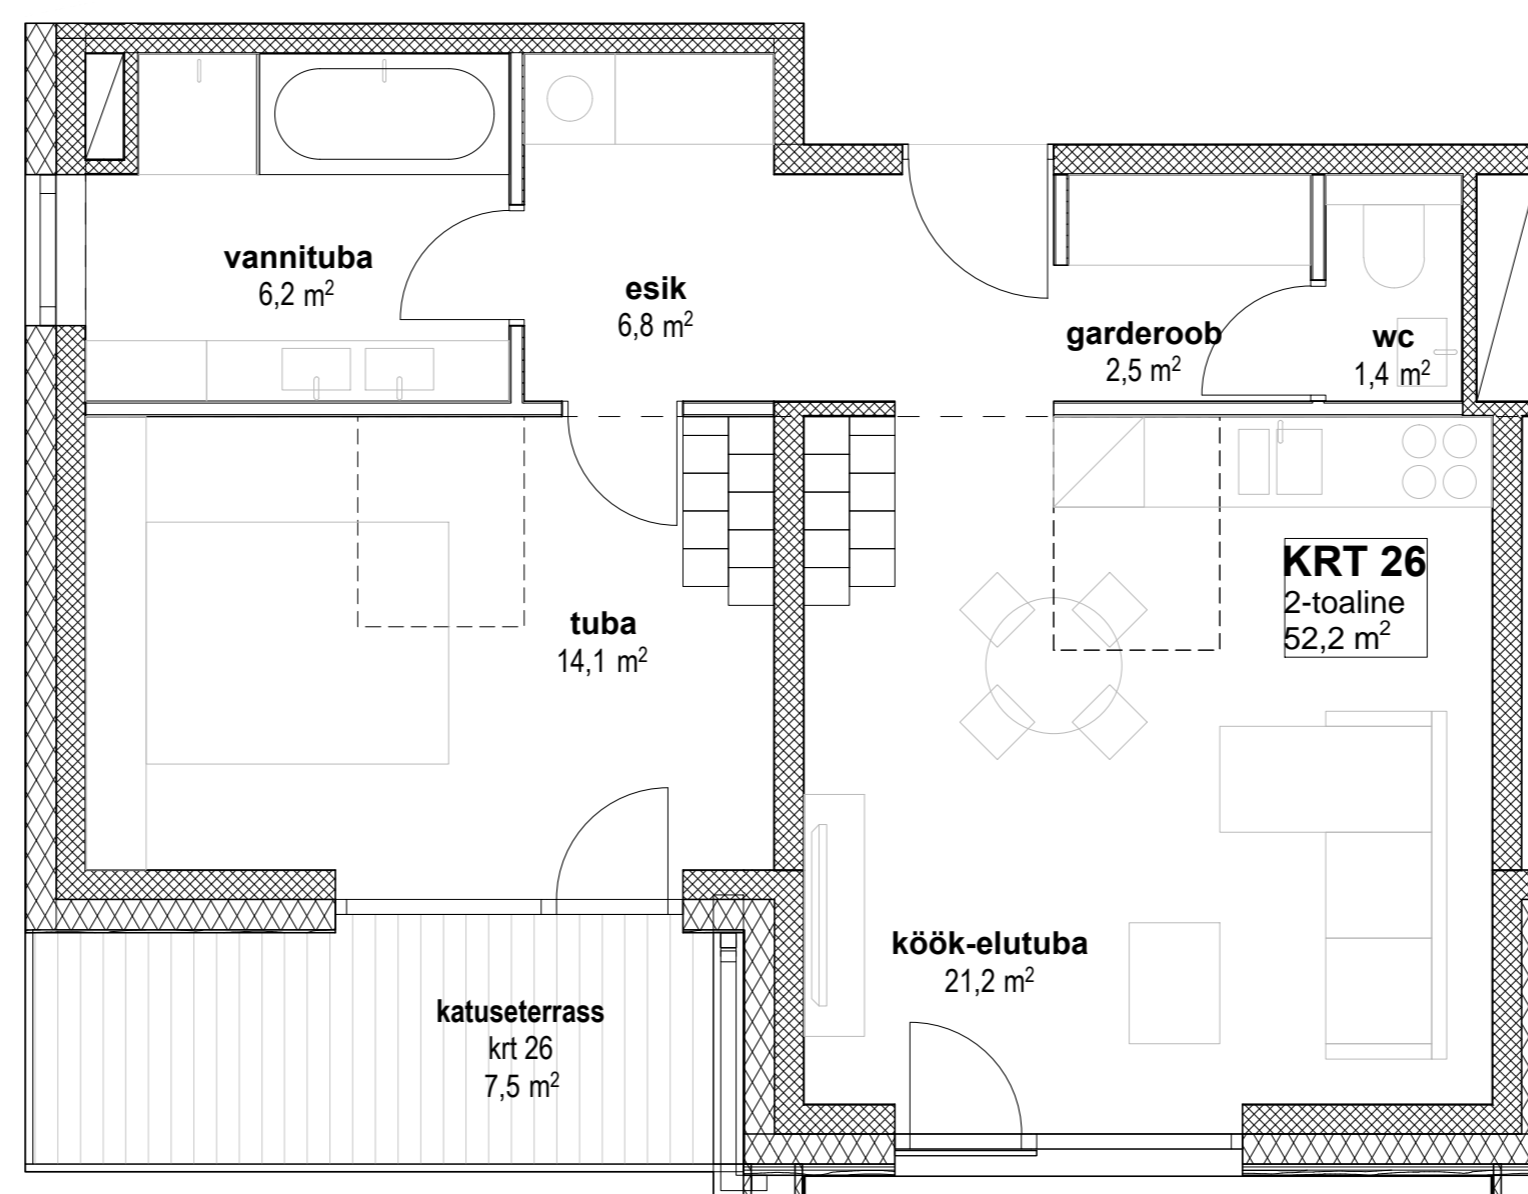 vannituba
6,2 m²
esik
6,8 m²
garderoob
2,5 m²
wc
1,4 m²
KRT 26
2-toaline
52,2 m²
tuba
14,1 m²
köök-elutuba
21,2 m²
katuseterrass
krt 26
7,5 m²